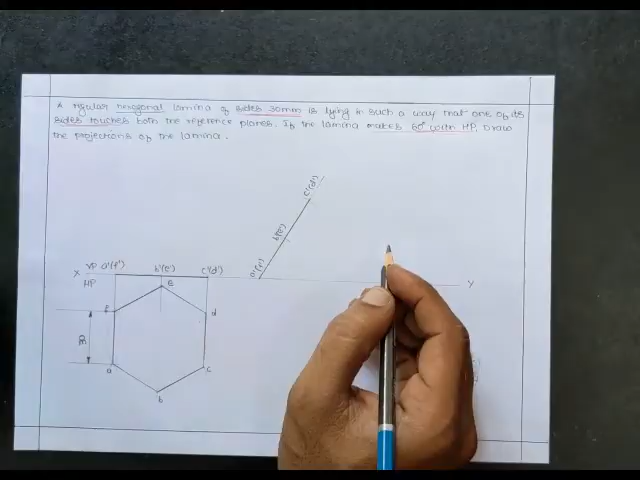 A regular hexagonal lamina of sides 30mm is lying in such a way that one of its
sides touches both the reference planes. If the lamina makes 60° with HP, Draw
the projections of the lamina.
c'(d')
b'(e')
a'(f')
X VP a'(f') b'(e') c'(d')
HP Y
e
f d
30
a c
b